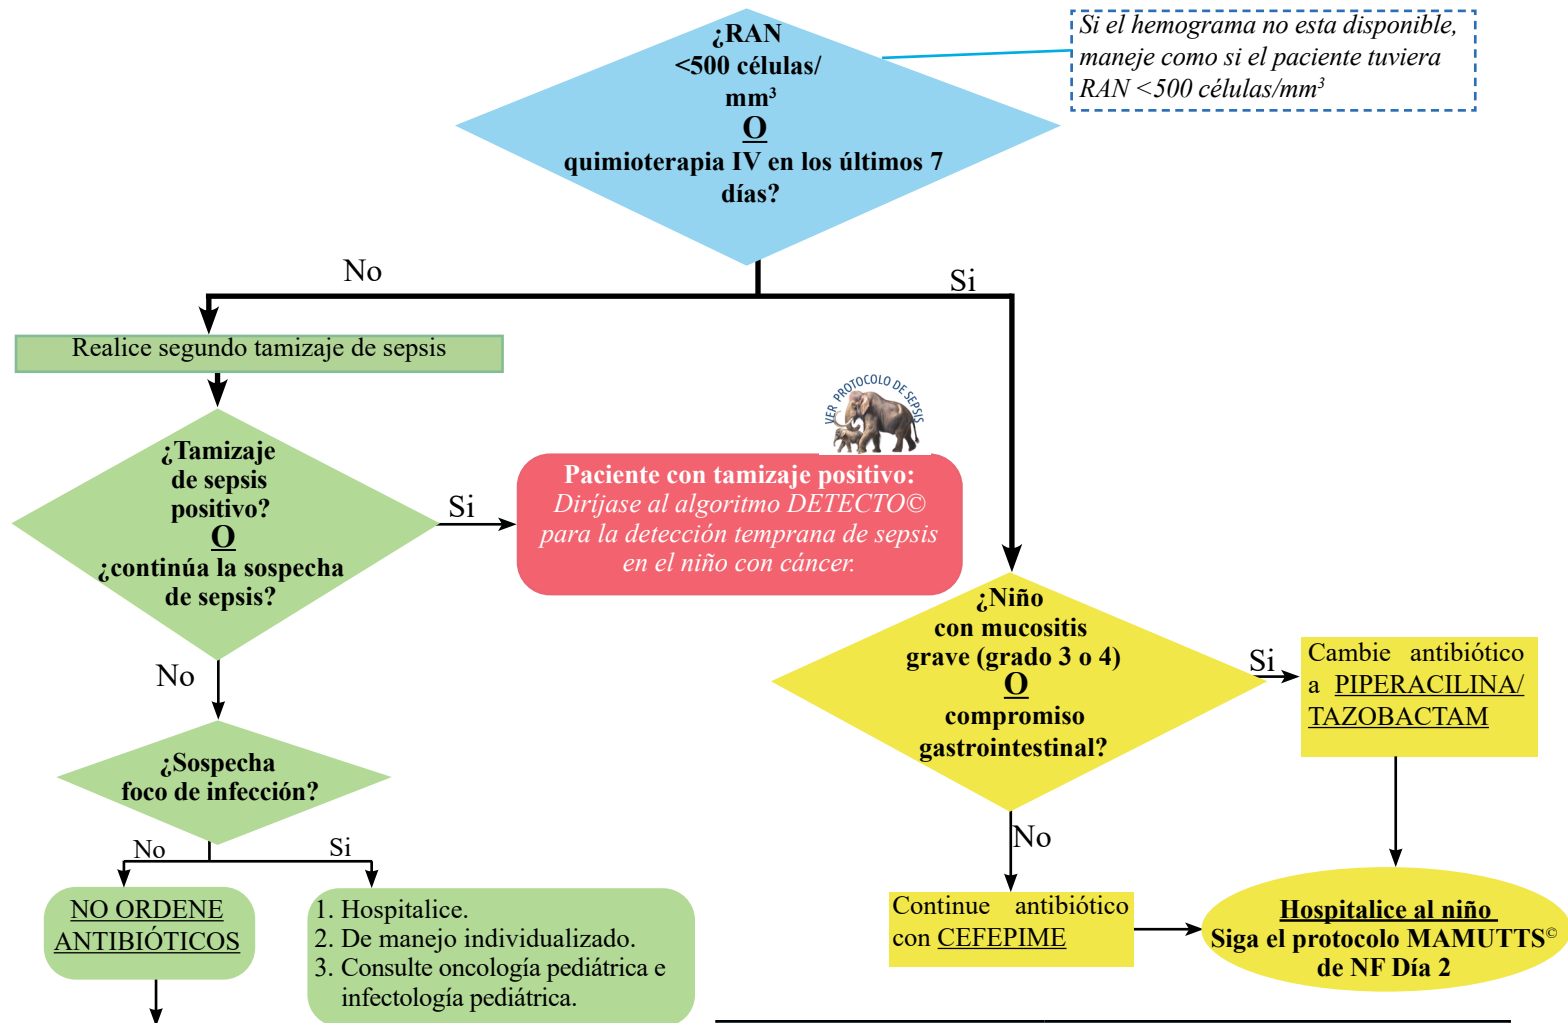 ¿RAN
<500 células/
mm³
O
quimioterapia IV en los últimos 7
días?
Si el hemograma no esta disponible,
maneje como si el paciente tuviera
RAN <500 células/mm³
No
Si
Realice segundo tamizaje de sepsis
¿Tamizaje
de sepsis
positivo?
O
¿continúa la sospecha
de sepsis?
Si
VER PROTOCOLO DE SEPSIS
Paciente con tamizaje positivo:
Diríjase al algoritmo DETECTO©
para la detección temprana de sepsis
en el niño con cáncer.
No
¿Sospecha
foco de infección?
No
Si
NO ORDENE
ANTIBIÓTICOS
1. Hospitalice.
2. De manejo individualizado.
3. Consulte oncología pediátrica e
infectología pediátrica.
¿Niño
con mucositis
grave (grado 3 o 4)
O
compromiso
gastrointestinal?
Si
Cambie antibiótico
a PIPERACILINA/
TAZOBACTAM
No
Continue antibiótico
con CEFEPIME
Hospitalice al niño
Siga el protocolo MAMUTTS©
de NF Día 2